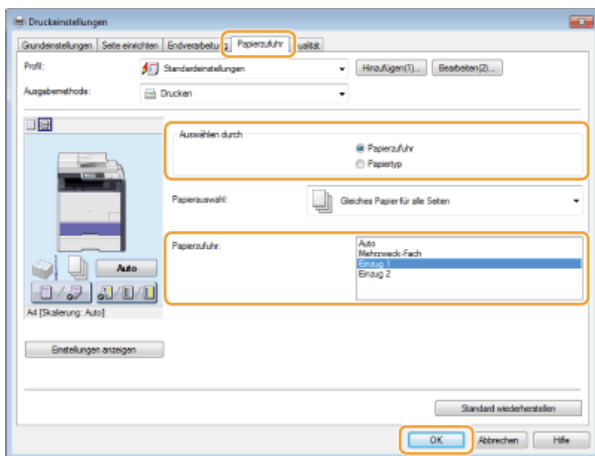 Druckeinstellungen
Grundeinstellungen Seite einrichten Endverarbeitung Papierzufuhr ualität
Profil: Standardeinstellungen Hinzufügen(1)... Bearbeiten(2)...
Ausgabemethode: Drucken
Auswählen durch
Papierzufuhr
Papiertyp
Papierauswahl: Gleiches Papier für alle Seiten
Papierzufuhr: Auto
Mehrzweck-Fach
Einzug 1
Einzug 2
Auto
A4 [Skalierung: Auto]
Einstellungen anzeigen
Standard wiederherstellen
OK Abbrechen Hilfe